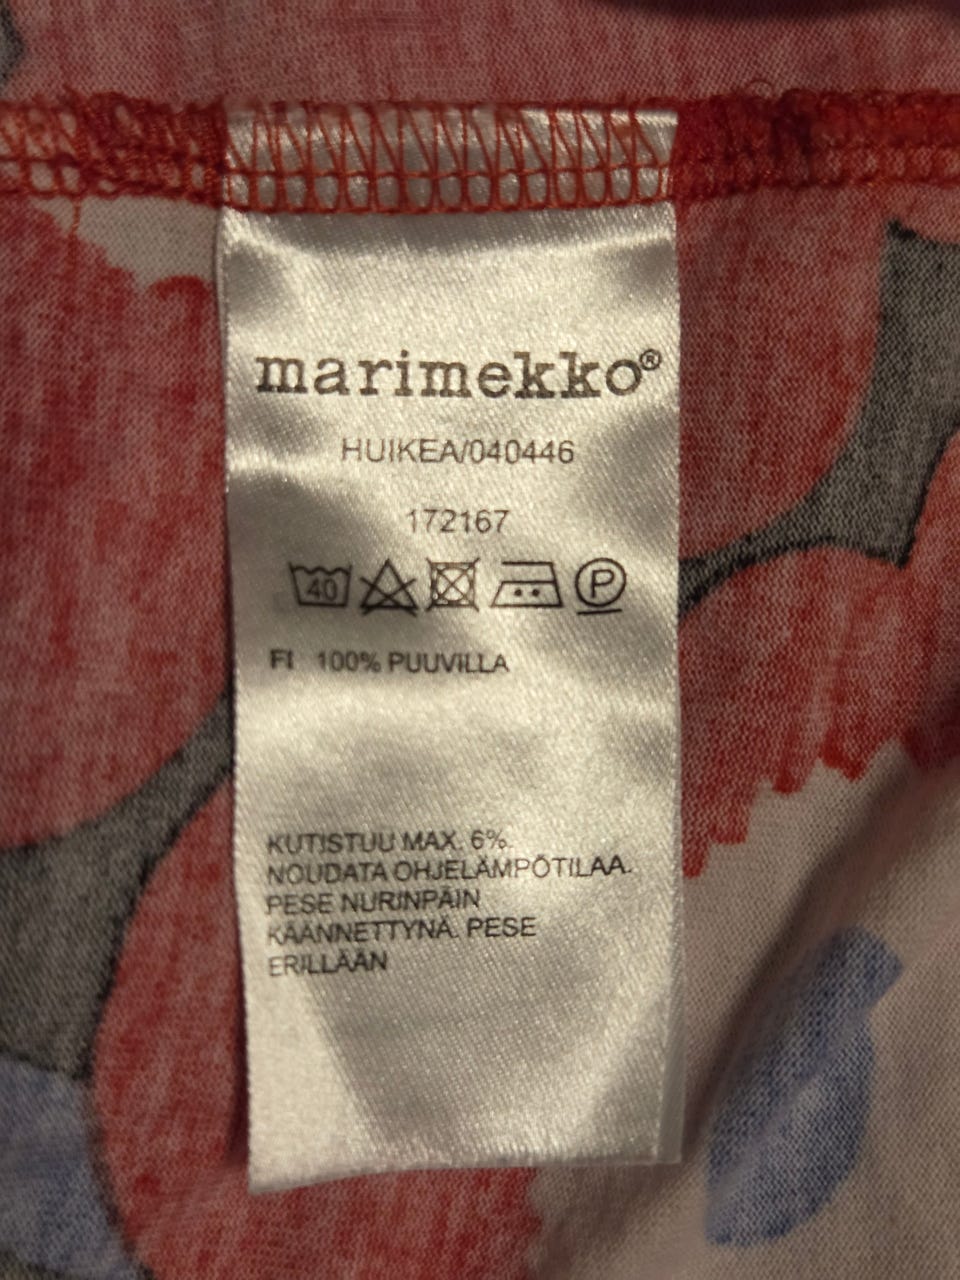 marimekko®
HUIKEA/040446
172167
40 P
FI 100% PUUVILLA
KUTISTUU MAX. 6%.
NOUDATA OHJELÄMPÖTILAA.
PESE NURINPÄIN
KÄÄNNETTYNÄ. PESE
ERILLÄÄN